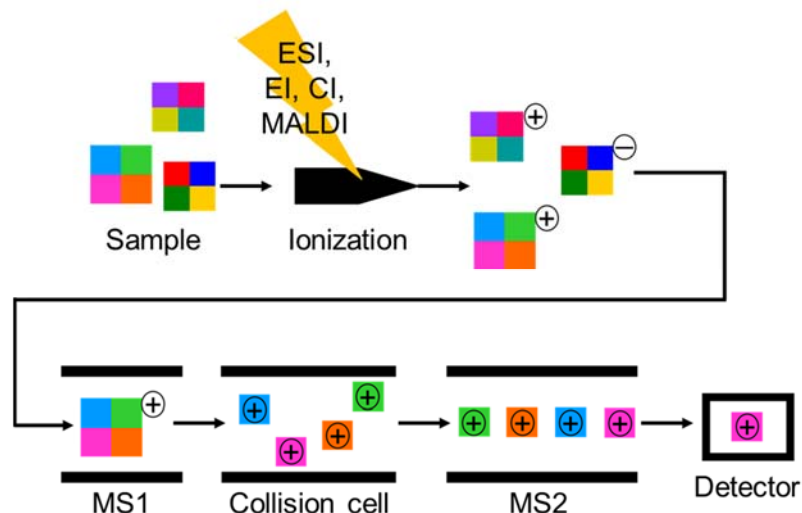 ESI,
EI, CI,
MALDI
Sample
Ionization
MS1
Collision cell
MS2
Detector